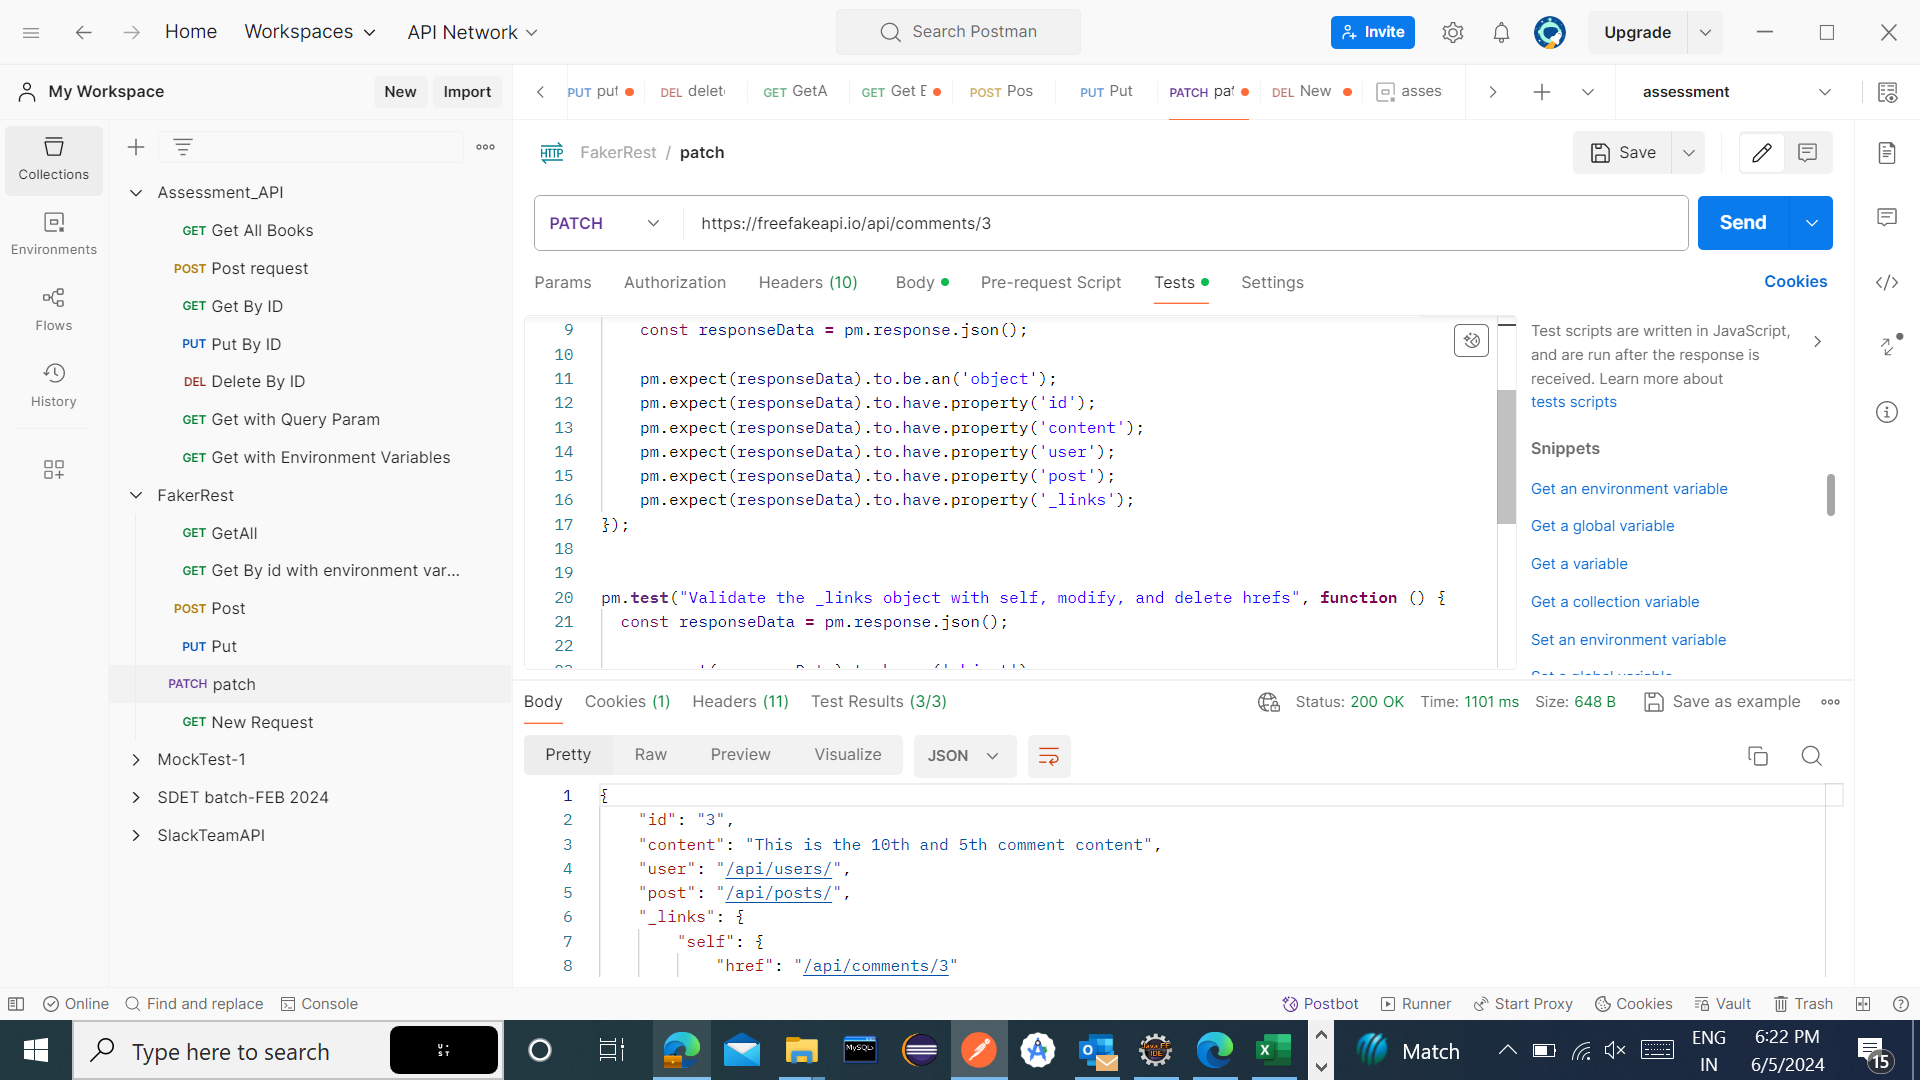 Home
Workspaces
API Network
Search Postman
Invite
Upgrade
My Workspace
New
Import
PUT put
DEL delet
GET GetA
GET Get E
POST Pos
PUT Put
PATCH pat
DEL New
asses
assessment
Collections
Environments
Flows
History
Assessment_API
GET Get All Books
POST Post request
GET Get By ID
PUT Put By ID
DEL Delete By ID
GET Get with Query Param
GET Get with Environment Variables
FakerRest
GET GetAll
GET Get By id with environment var...
POST Post
PUT Put
PATCH patch
GET New Request
MockTest-1
SDET batch-FEB 2024
SlackTeamAPI
HTTP FakerRest / patch
Save
PATCH
https://freefakeapi.io/api/comments/3
Send
Params
Authorization
Headers (10)
Body
Pre-request Script
Tests
Settings
Cookies
9 const responseData = pm.response.json();
10
11 pm.expect(responseData).to.be.an('object');
12 pm.expect(responseData).to.have.property('id');
13 pm.expect(responseData).to.have.property('content');
14 pm.expect(responseData).to.have.property('user');
15 pm.expect(responseData).to.have.property('post');
16 pm.expect(responseData).to.have.property('_links');
17 });
18
19
20 pm.test("Validate the _links object with self, modify, and delete hrefs", function () {
21 const responseData = pm.response.json();
22
Test scripts are written in JavaScript,
and are run after the response is
received. Learn more about
tests scripts
Snippets
Get an environment variable
Get a global variable
Get a variable
Get a collection variable
Set an environment variable
Set a global variable
Body
Cookies (1)
Headers (11)
Test Results (3/3)
Status: 200 OK
Time: 1101 ms
Size: 648 B
Save as example
Pretty
Raw
Preview
Visualize
JSON
1 {
2 "id": "3",
3 "content": "This is the 10th and 5th comment content",
4 "user": "/api/users/",
5 "post": "/api/posts/",
6 "_links": {
7 "self": {
8 "href": "/api/comments/3"
Online
Find and replace
Console
Postbot
Runner
Start Proxy
Cookies
Vault
Trash
Type here to search
U ·
ST
MySQL
Java EE
IDE
Match
ENG
IN
6:22 PM
6/5/2024
15